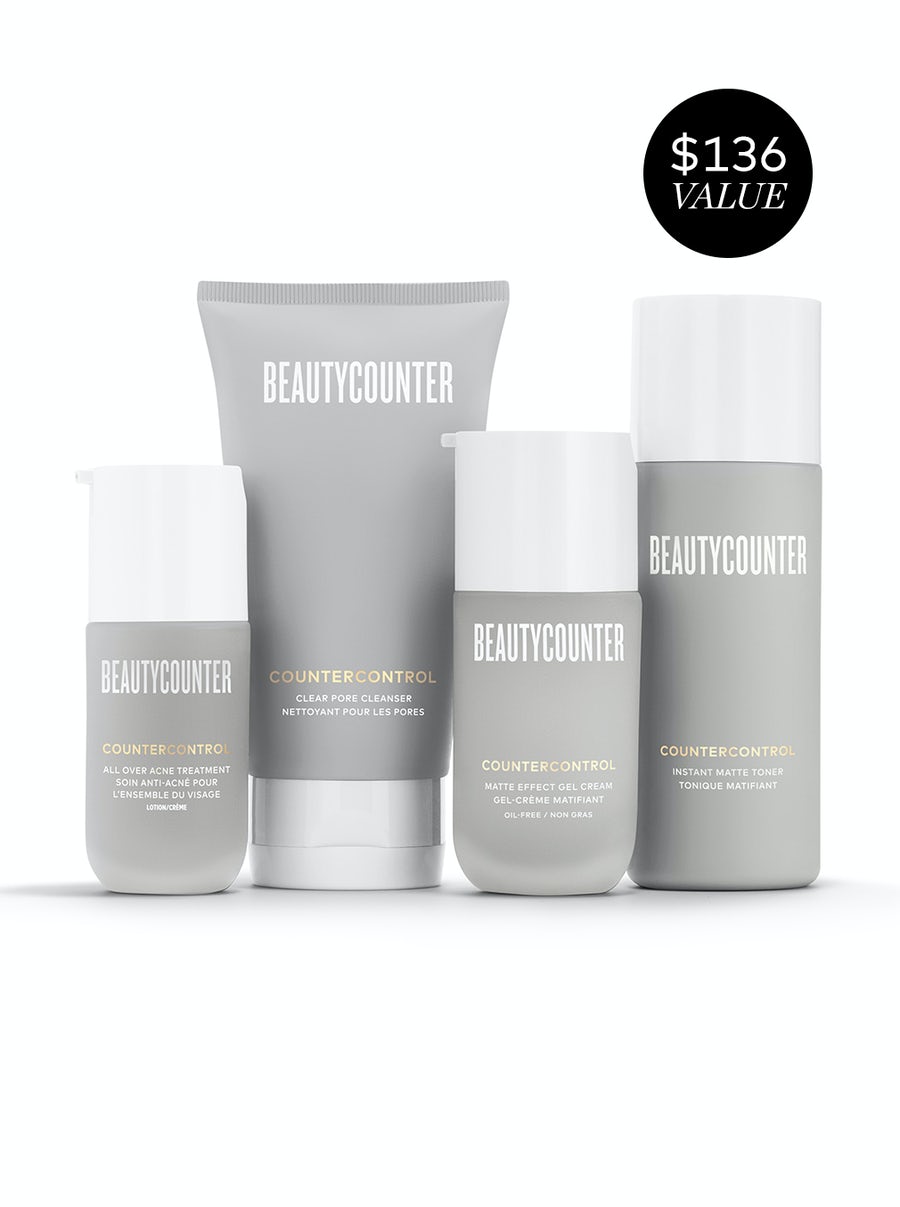 $136
VALUE
BEAUTYCOUNTER
COUNTERCONTROL
ALL OVER ACNE TREATMENT
SOIN ANTI-ACNÉ POUR
L'ENSEMBLE DU VISAGE
LOTION/CRÈME
BEAUTYCOUNTER
COUNTERCONTROL
CLEAR PORE CLEANSER
NETTOYANT POUR LES PORES
BEAUTYCOUNTER
COUNTERCONTROL
MATTE EFFECT GEL CREAM
GEL-CRÈME MATIFIANT
OIL-FREE / NON GRAS
BEAUTYCOUNTER
COUNTERCONTROL
INSTANT MATTE TONER
TONIQUE MATIFIANT